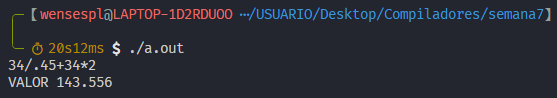 [wensespl@LAPTOP-1D2RDUOO ⋯/USUARIO/Desktop/Compiladores/semana7]
20s12ms $ ./a.out
34/.45+34*2
VALOR 143.556